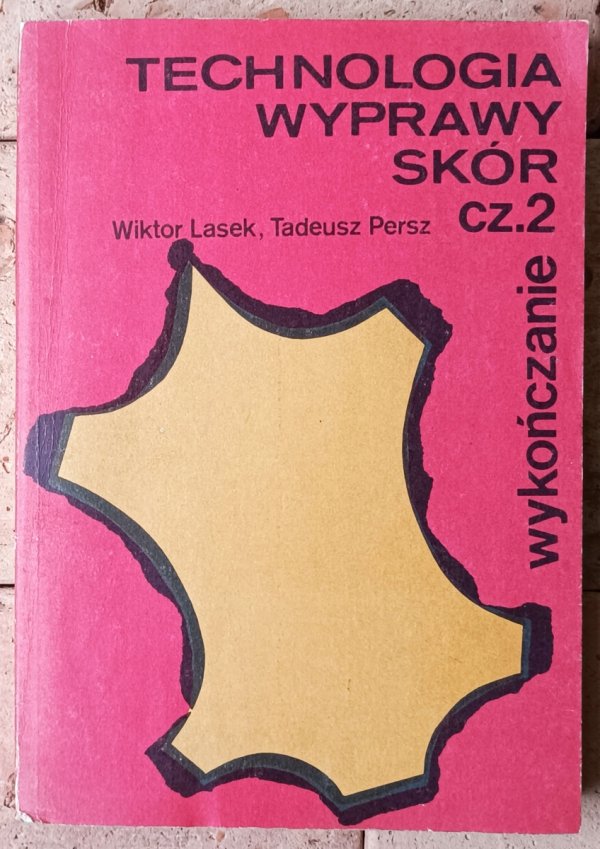 TECHNOLOGIA
WYPRAWY
SKÓR
cz.2
Wiktor Lasek, Tadeusz Persz
wykończanie